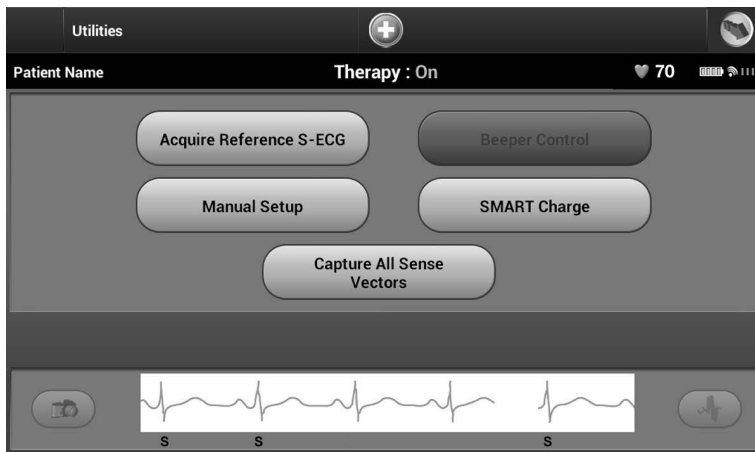 Utilities
Patient Name
Therapy : On
70
Acquire Reference S-ECG
Beeper Control
Manual Setup
SMART Charge
Capture All Sense
Vectors
S
S
S